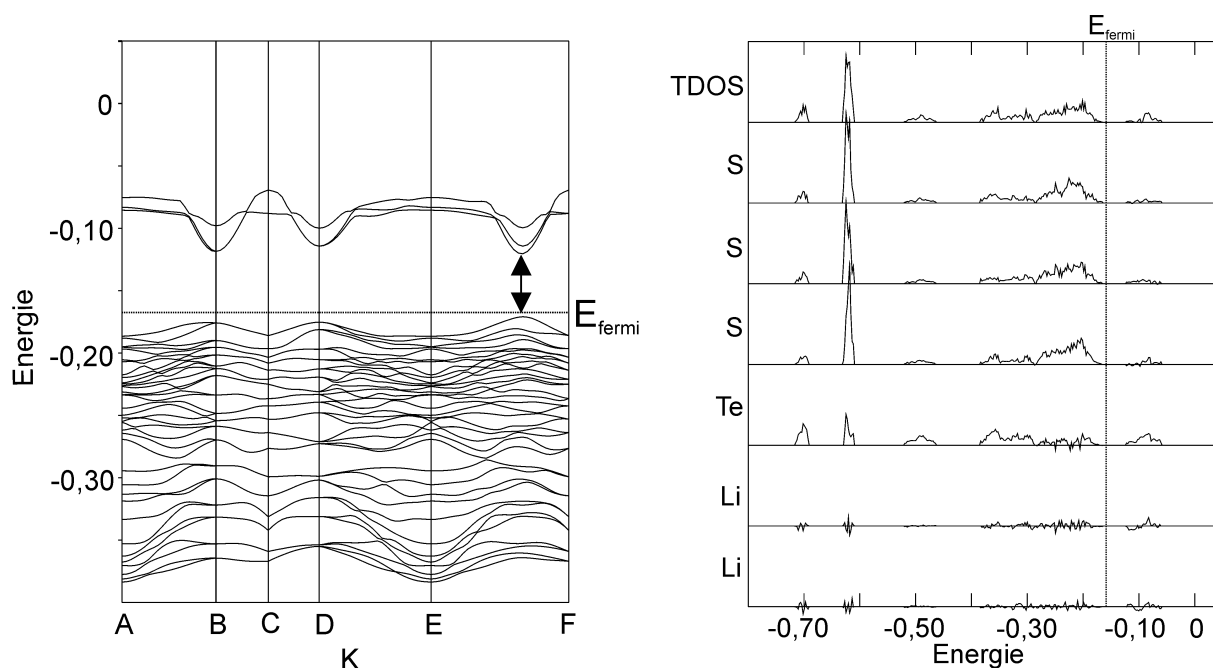 Energie
0
-0,10
-0,20
-0,30
E fermi
A B C D E F
K
E fermi
TDOS
S
S
S
Te
Li
Li
-0,70 -0,50 -0,30 -0,10 0
Energie